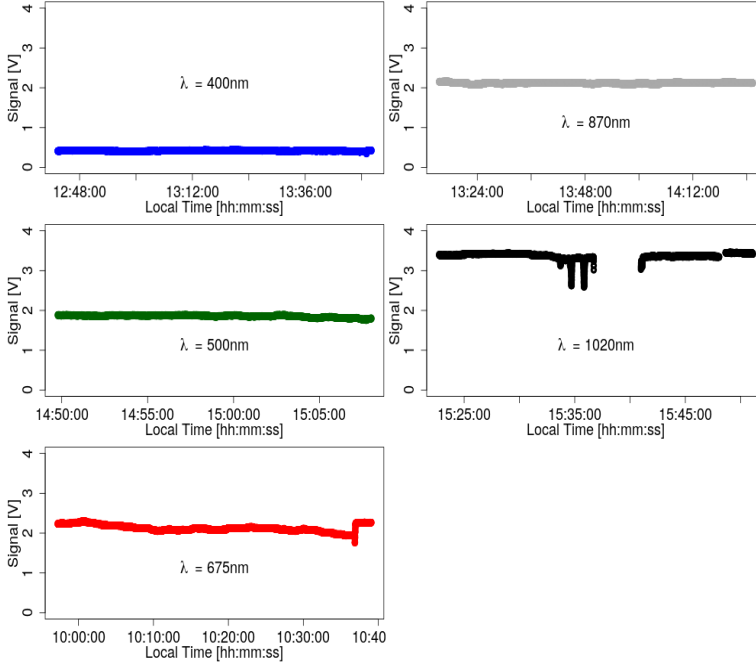 Signal [V]
4
3
2
1
0
λ = 400nm
12:48:00 13:12:00 13:36:00
Local Time [hh:mm:ss]
Signal [V]
4
3
2
1
0
λ = 870nm
13:24:00 13:48:00 14:12:00
Local Time [hh:mm:ss]
Signal [V]
4
3
2
1
0
λ = 500nm
14:50:00 14:55:00 15:00:00 15:05:00
Local Time [hh:mm:ss]
Signal [V]
4
3
2
1
0
λ = 1020nm
15:25:00 15:35:00 15:45:00
Local Time [hh:mm:ss]
Signal [V]
4
3
2
1
0
λ = 675nm
10:00:00 10:10:00 10:20:00 10:30:00 10:40
Local Time [hh:mm:ss]